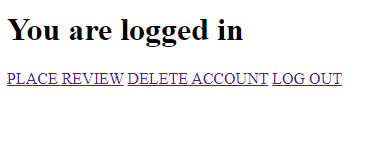 You are logged in
PLACE REVIEW DELETE ACCOUNT LOG OUT